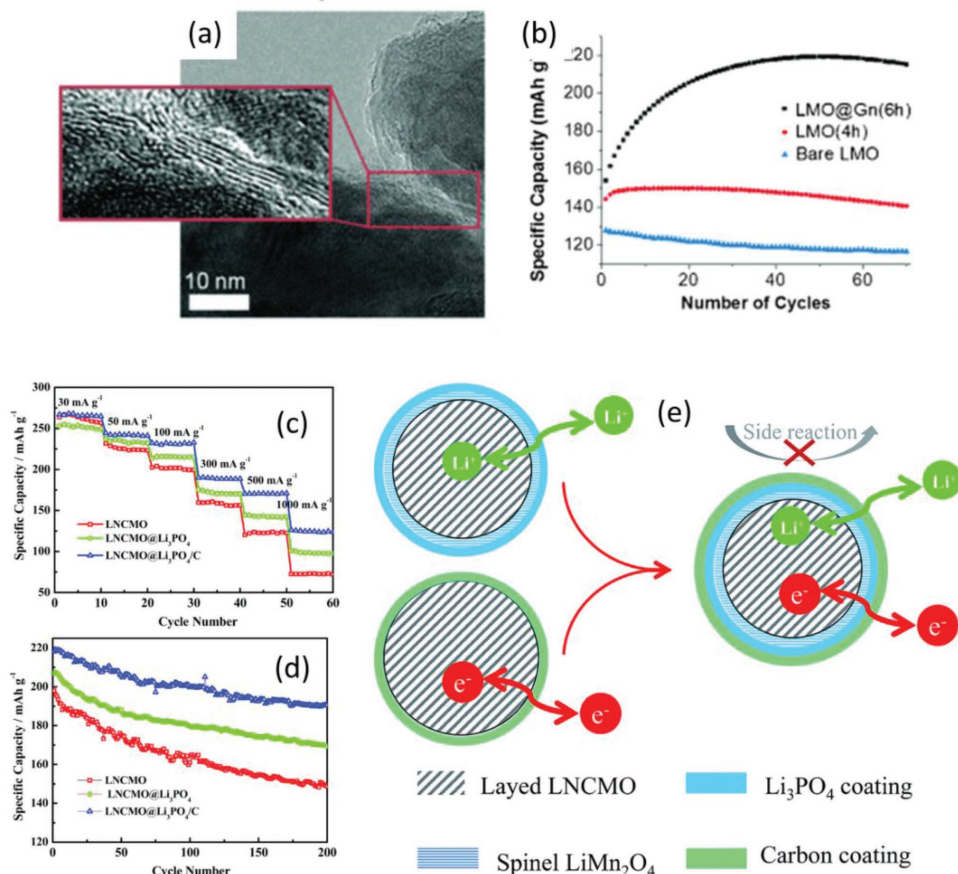 (a)
10 nm
(b)
Specific Capacity (mAh g
220
200
180
160
140
120
0
20
40
60
Number of Cycles
LMO@Gn(6h)
LMO(4h)
Bare LMO
(c)
Specific Capacity / mAh g⁻¹
300
250
200
150
100
50
30 mA g⁻¹
50 mA g⁻¹
100 mA g⁻¹
300 mA g⁻¹
500 mA g⁻¹
1000 mA g⁻¹
LNCMO
LNCMO@Li₃PO₄
LNCMO@Li₃PO₄/C
0 10 20 30 40 50 60
Cycle Number
(d)
Specific Capacity / mAh g⁻¹
220
200
180
160
140
120
LNCMO
LNCMO@Li₃PO₄
LNCMO@Li₃PO₄/C
0 50 100 150 200
Cycle Number
(e)
Li⁺
Li⁺
e⁻
e⁻
Side reaction
Li⁺
Li⁺
e⁻
e⁻
Layed LNCMO
Li₃PO₄ coating
Spinel LiMn₂O₄
Carbon coating